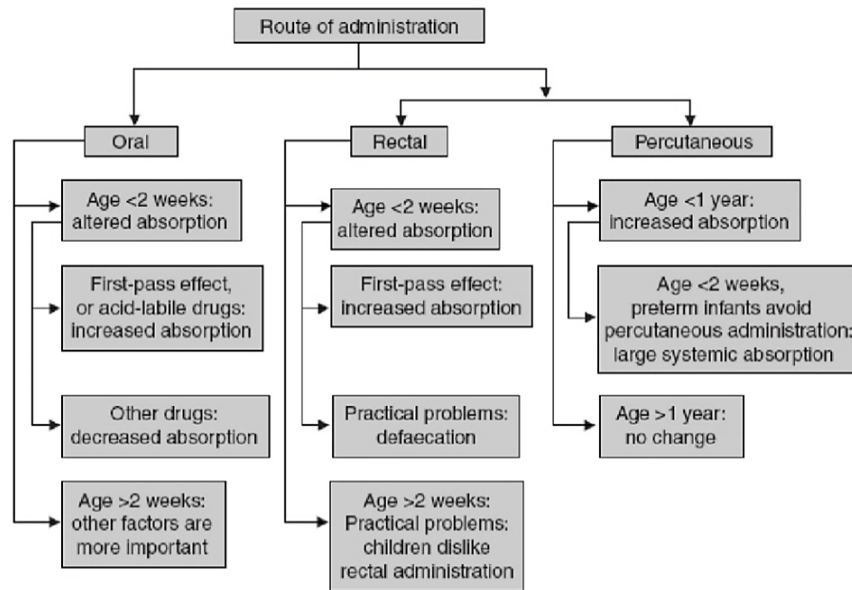 Route of administration
Oral
Rectal
Percutaneous
Age <2 weeks:
altered absorption
First-pass effect,
or acid-labile drugs:
increased absorption
Other drugs:
decreased absorption
Age >2 weeks:
other factors are
more important
Age <2 weeks:
altered absorption
First-pass effect:
increased absorption
Practical problems:
defaecation
Age >2 weeks:
Practical problems:
children dislike
rectal administration
Age <1 year:
increased absorption
Age <2 weeks,
preterm infants avoid
percutaneous administration:
large systemic absorption
Age >1 year:
no change